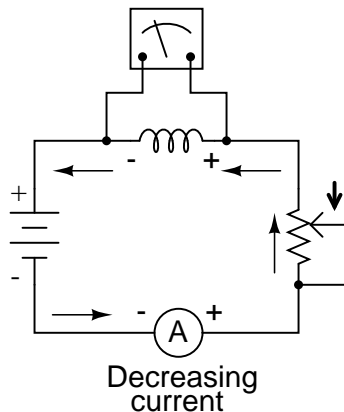 - +
+
-
- A +
Decreasing
current